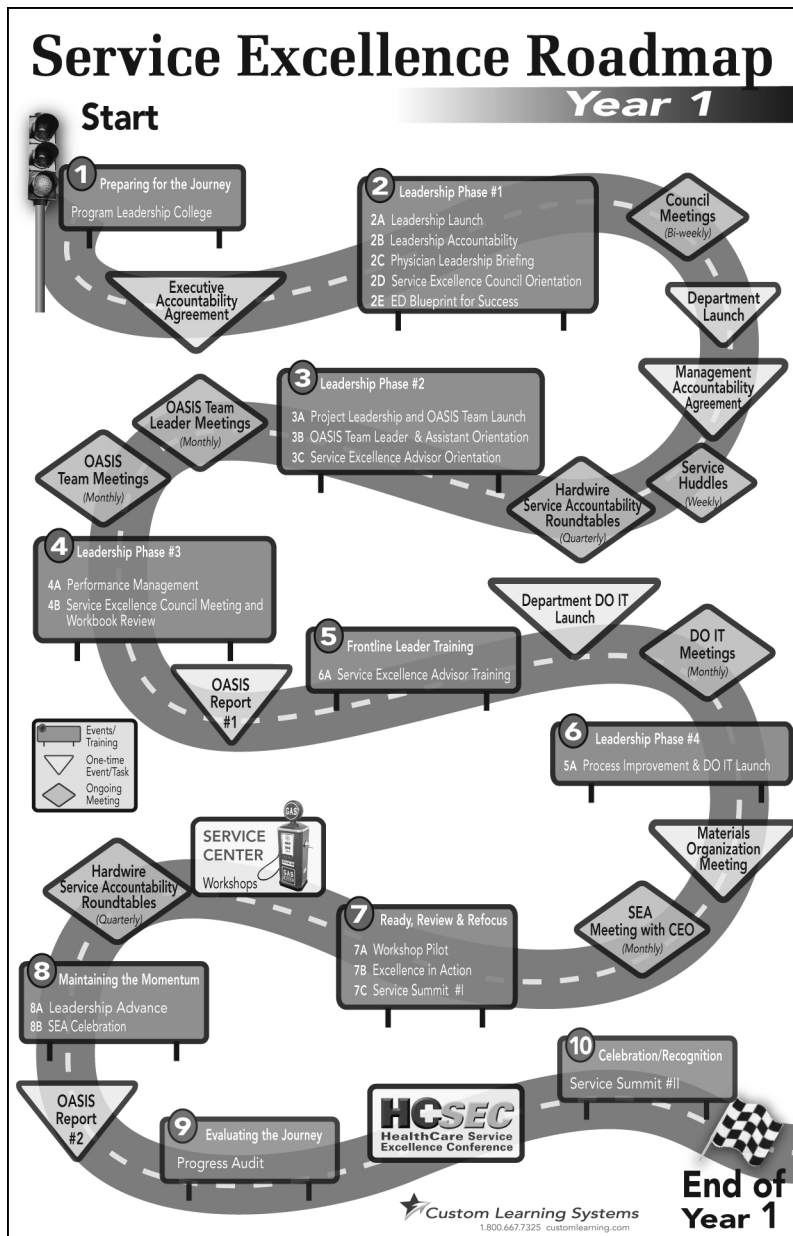 Service Excellence Roadmap
Year 1
Start
1
Preparing for the Journey
Program Leadership College
Executive
Accountability
Agreement
2
Leadership Phase #1
2A Leadership Launch
2B Leadership Accountability
2C Physician Leadership Briefing
2D Service Excellence Council Orientation
2E ED Blueprint for Success
Council
Meetings
(Bi-weekly)
Department
Launch
Management
Accountability
Agreement
Service
Huddles
(Weekly)
Hardwire
Service Accountability
Roundtables
(Quarterly)
3
Leadership Phase #2
3A Project Leadership and OASIS Team Launch
3B OASIS Team Leader & Assistant Orientation
3C Service Excellence Advisor Orientation
OASIS Team
Leader Meetings
(Monthly)
OASIS
Team Meetings
(Monthly)
4
Leadership Phase #3
4A Performance Management
4B Service Excellence Council Meeting and
Workbook Review
OASIS
Report
#1
5
Frontline Leader Training
6A Service Excellence Advisor Training
Department DO IT
Launch
DO IT
Meetings
(Monthly)
6
Leadership Phase #4
5A Process Improvement & DO IT Launch
Materials
Organization
Meeting
SEA
Meeting with CEO
(Monthly)
Events/
Training
One-time
Event/Task
Ongoing
Meeting
7
Ready, Review & Refocus
7A Workshop Pilot
7B Excellence in Action
7C Service Summit #I
GAS
SERVICE
CENTER
Workshops
GAS
Hardwire
Service Accountability
Roundtables
(Quarterly)
8
Maintaining the Momentum
8A Leadership Advance
8B SEA Celebration
OASIS
Report
#2
9
Evaluating the Journey
Progress Audit
HCSEC
HealthCare Service
Excellence Conference
10
Celebration/Recognition
Service Summit #II
End of
Year 1
Custom Learning Systems
1.800.667.7325 customlearning.com